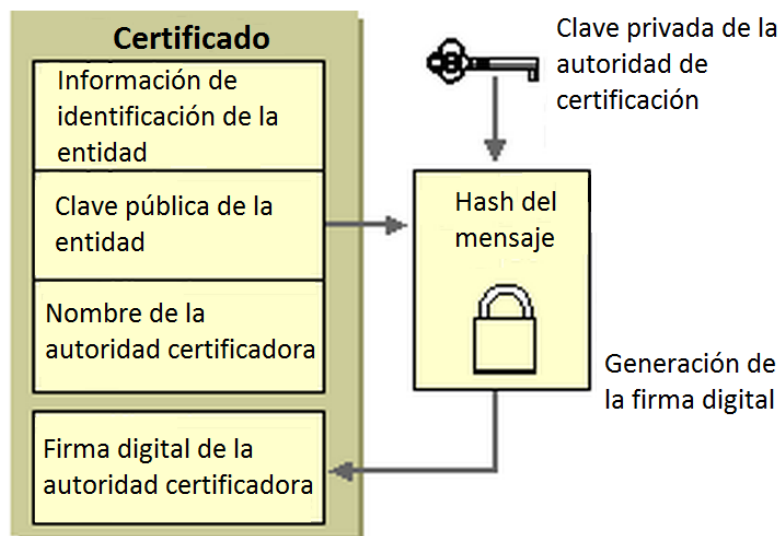 Certificado
Información de
identificación de la
entidad
Clave pública de la
entidad
Nombre de la
autoridad certificadora
Firma digital de la
autoridad certificadora
Clave privada de la
autoridad de
certificación
Hash del
mensaje
Generación de
la firma digital